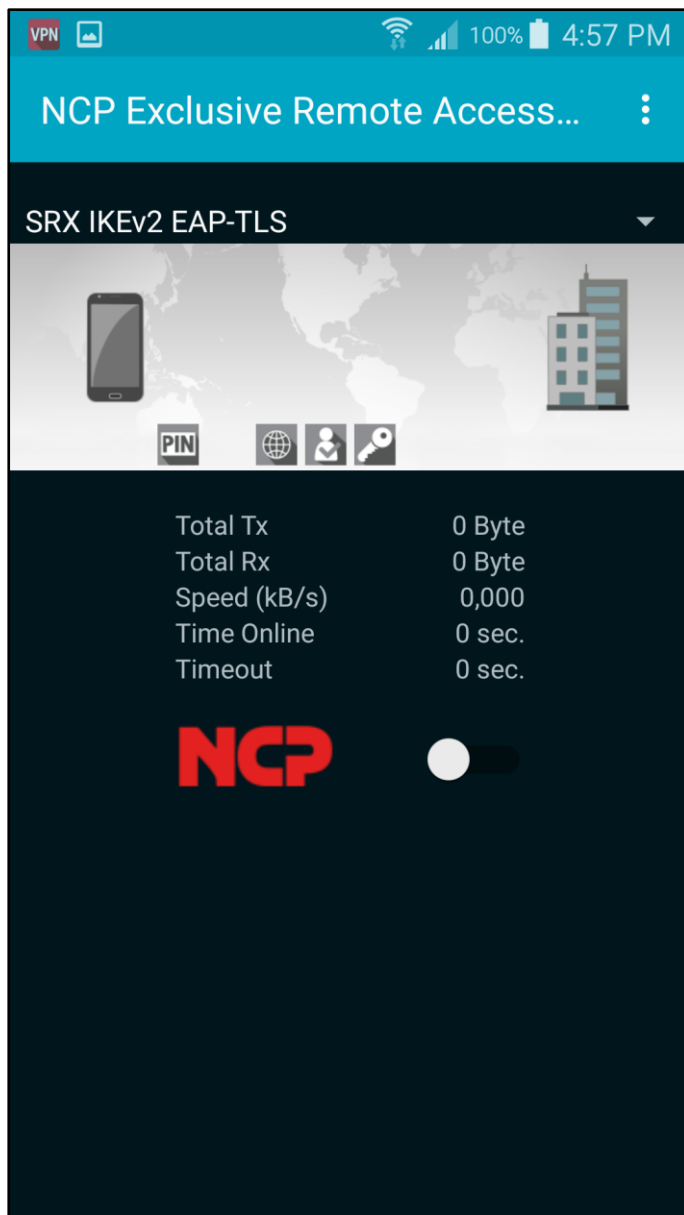 VPN 100% 4:57 PM
NCP Exclusive Remote Access...
SRX IKEv2 EAP-TLS
PIN
Total Tx 0 Byte
Total Rx 0 Byte
Speed (kB/s) 0,000
Time Online 0 sec.
Timeout 0 sec.
NCP